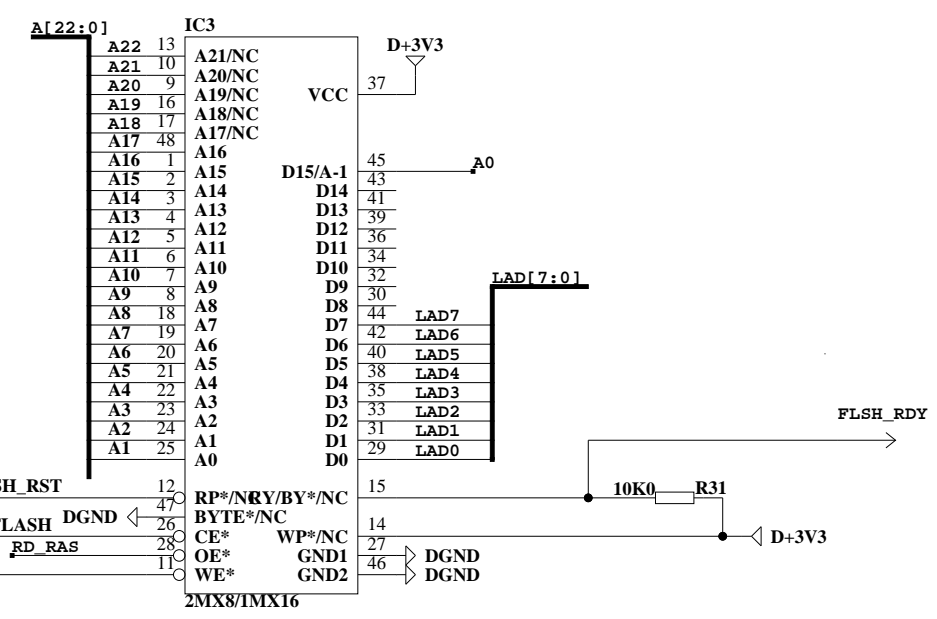 A[22:0] IC3
D+3V3
A22 13 A21/NC
A21 10 A20/NC
A20 9 A19/NC VCC 37
A19 16 A18/NC
A18 17 A17/NC
A17 48 A16
A16 1 A15 D15/A-1 45 A0
A15 2 A14 D14 43
A14 3 A13 D13 41
A13 4 A12 D12 39
A12 5 A11 D11 36
A11 6 A10 D10 34
A10 7 A9 D9 32 LAD[7:0]
A9 8 A8 D8 30
A8 18 A7 D7 44 LAD7
A7 19 A6 D6 42 LAD6
A6 20 A5 D5 40 LAD5
A5 21 A4 D4 38 LAD4
A4 22 A3 D3 35 LAD3
A3 23 A2 D2 33 LAD2
A2 24 A1 D1 31 LAD1
A1 25 A0 D0 29 LAD0
FLSH_RDY
SH_RST 12 RP*/NC RY/BY*/NC 15 10K0 R31
DGND 47 BYTE*/NC
LASH 26 CE* WP*/NC 14 D+3V3
RD_RAS 28 OE* GND1 27 DGND
11 WE* GND2 46 DGND
2MX8/1MX16